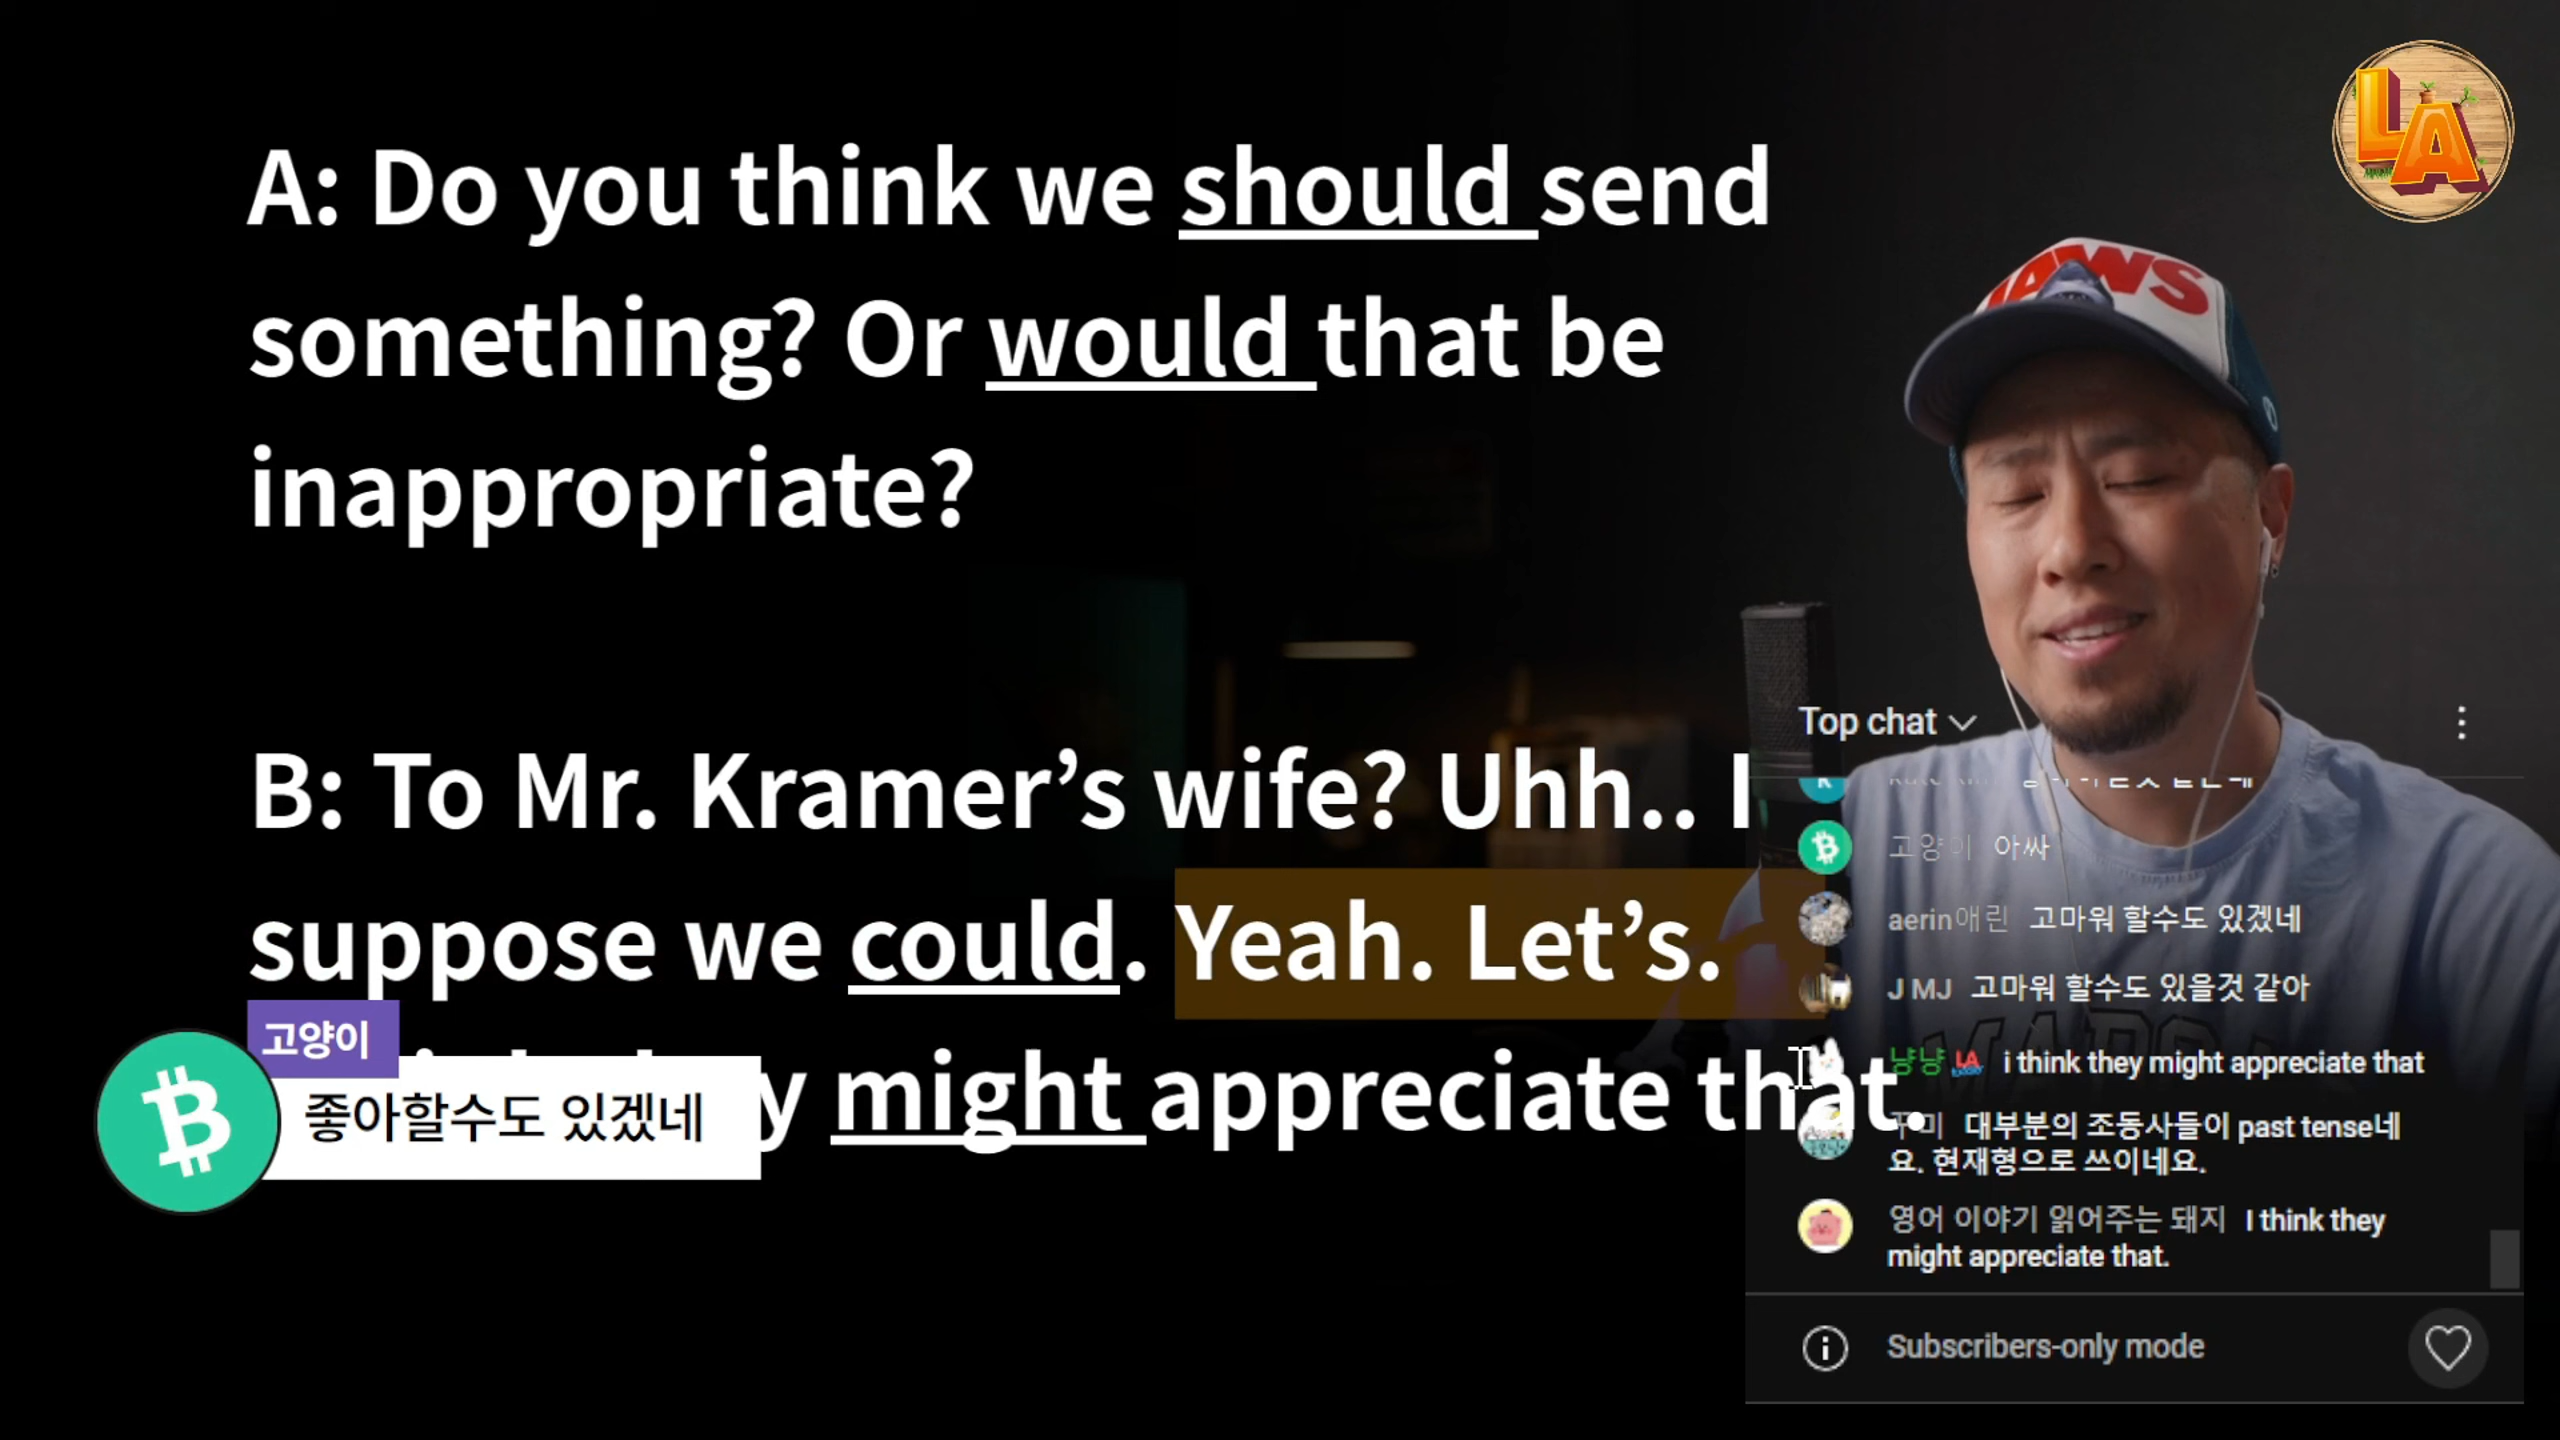 A: Do you think we should send
something? Or would that be
inappropriate?
B: To Mr. Kramer’s wife? Uhh.. I
suppose we could. Yeah. Let’s.
might appreciate that.
고양이
좋아할수도 있겠네
LA
JAWS
Top chat
고양이 아싸
aerin애린 고마워 할수도 있겠네
J MJ 고마워 할수도 있을것 같아
냥냥 LA i think they might appreciate that
꾸미 대부분의 조동사들이 past tense네
요. 현재형으로 쓰이네요.
영어 이야기 읽어주는 돼지 I think they
might appreciate that.
Subscribers-only mode